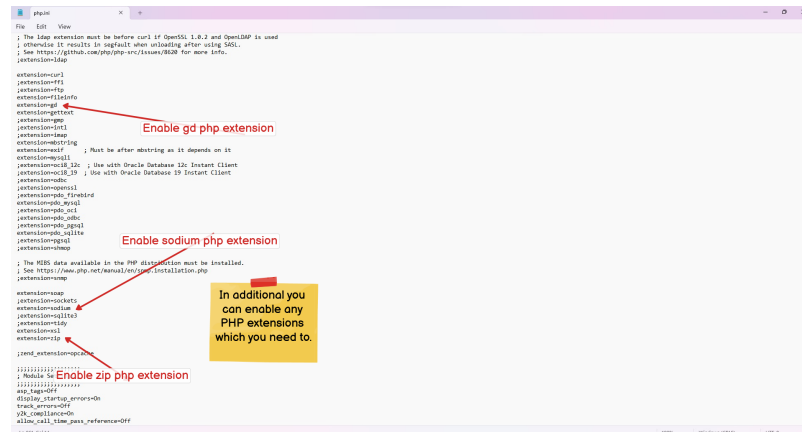 php.ini
File Edit View
; The ldap extension must be before curl if OpenSSL 1.0.2 and OpenLDAP is used
; otherwise it results in segfault when unloading after using SASL.
; See https://github.com/php/php-src/issues/8620 for more info.
;extension=ldap
extension=curl
;extension=ffi
;extension=ftp
extension=fileinfo
extension=gd
extension=gettext
;extension=gmp
;extension=intl
;extension=imap
extension=mbstring
extension=exif ; Must be after mbstring as it depends on it
extension=mysqli
;extension=oci8_12c ; Use with Oracle Database 12c Instant Client
;extension=oci8_19 ; Use with Oracle Database 19 Instant Client
;extension=odbc
;extension=openssl
;extension=pdo_firebird
extension=pdo_mysql
;extension=pdo_oci
;extension=pdo_odbc
;extension=pdo_pgsql
extension=pdo_sqlite
;extension=pgsql
;extension=shmop
Enable gd php extension
Enable sodium php extension
; The MIBS data available in the PHP distribution must be installed.
; See https://www.php.net/manual/en/snmp.installation.php
;extension=snmp
extension=soap
;extension=sockets
extension=sodium
;extension=sqlite3
;extension=tidy
extension=xsl
extension=zip
In additional you
can enable any
PHP extensions
which you need to.
;zend_extension=opcache
;;;;;;;;;;;;;;;;;;;
; Module Se
Enable zip php extension
;;;;;;;;;;;;;;;;;;;
asp_tags=Off
display_startup_errors=On
track_errors=Off
y2k_compliance=On
allow_call_time_pass_reference=Off